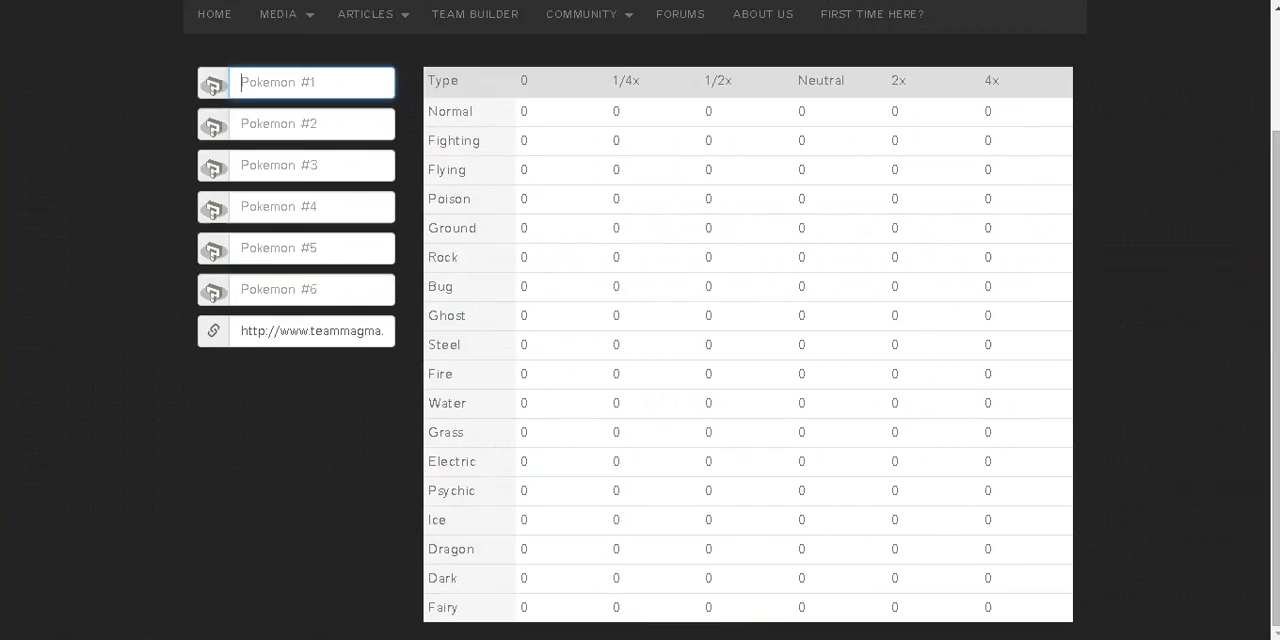 HOME MEDIA ARTICLES TEAM BUILDER COMMUNITY FORUMS ABOUT US FIRST TIME HERE?
Pokemon #1
Pokemon #2
Pokemon #3
Pokemon #4
Pokemon #5
Pokemon #6
http://www.teammagma.
Type 0 1/4x 1/2x Neutral 2x 4x
Normal 0 0 0 0 0 0
Fighting 0 0 0 0 0 0
Flying 0 0 0 0 0 0
Poison 0 0 0 0 0 0
Ground 0 0 0 0 0 0
Rock 0 0 0 0 0 0
Bug 0 0 0 0 0 0
Ghost 0 0 0 0 0 0
Steel 0 0 0 0 0 0
Fire 0 0 0 0 0 0
Water 0 0 0 0 0 0
Grass 0 0 0 0 0 0
Electric 0 0 0 0 0 0
Psychic 0 0 0 0 0 0
Ice 0 0 0 0 0 0
Dragon 0 0 0 0 0 0
Dark 0 0 0 0 0 0
Fairy 0 0 0 0 0 0